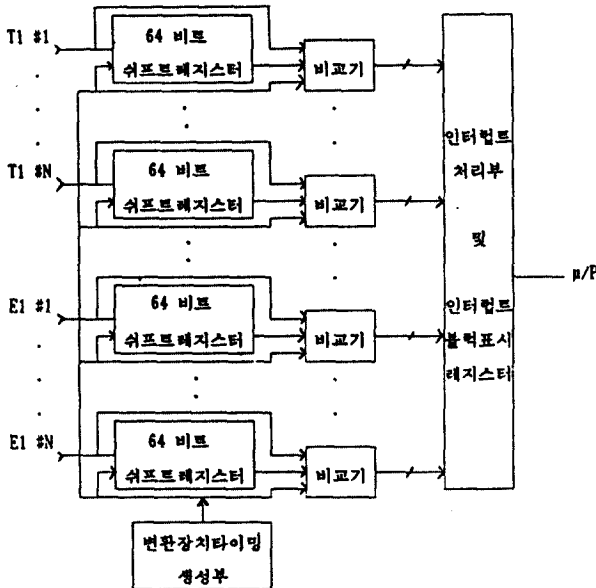 T1 #1
64 비트
쉬프트레지스터
비교기
T1 #N
64 비트
쉬프트레지스터
비교기
E1 #1
64 비트
쉬프트레지스터
비교기
E1 #N
64 비트
쉬프트레지스터
비교기
인터럽트
처리부
및
인터럽트
블럭표시
레지스터
μ/P
변환장치타이밍
생성부